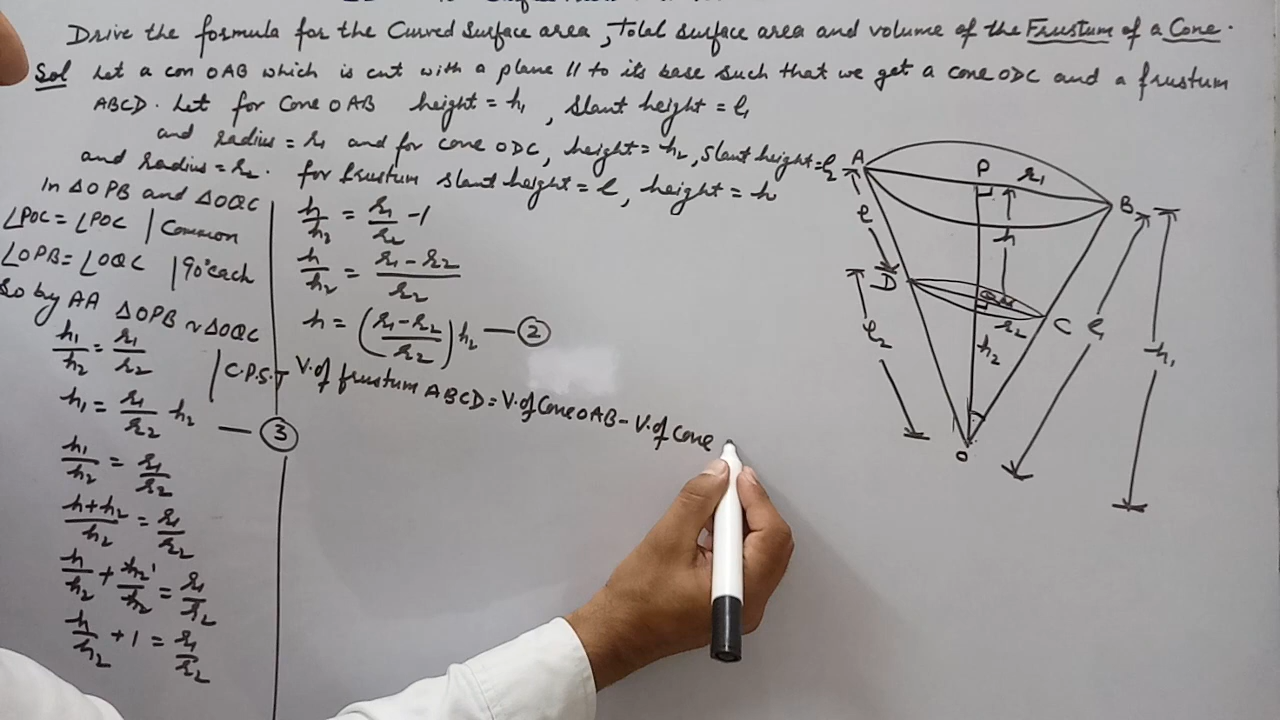 Drive the formula for the Curved Surface area, Total surface area and volume of the Frustum of a Cone.
Sol Let a con OAB which is cut with a plane // to its base such that we get a cone ODC and a frustum
ABCD. Let for Cone OAB height = h₁, slant height = l₁
and radius = r₁ and for cone ODC, height = h₂, slant height = l₂
and radius = r₂. for frustum slant height = l, height = h
In ΔOPB and ΔOQC
∠POC = ∠POC | Common
∠OPB = ∠OQC | 90° each
So by AA ΔOPB ~ ΔOQC
h₁/h₂ = r₁/r₂ | C.P.S.T
h₁ = r₁/r₂ h₂ — ③
h₁/h₂ = r₁/r₂
h+h₂/h₂ = r₁/r₂
h/h₂ + h₂/h₂ = r₁/r₂
h/h₂ + 1 = r₁/r₂
h/h₂ = r₁/r₂ - 1
h/h₂ = r₁ - r₂/r₂
h = (r₁ - r₂/r₂) h₂ — ②
V. of frustum ABCD = V. of Cone OAB - V. of Cone
A
P
r₁
B
l
h
D
Q
r₂
C
l₂
h₂
l₁
h₁
O